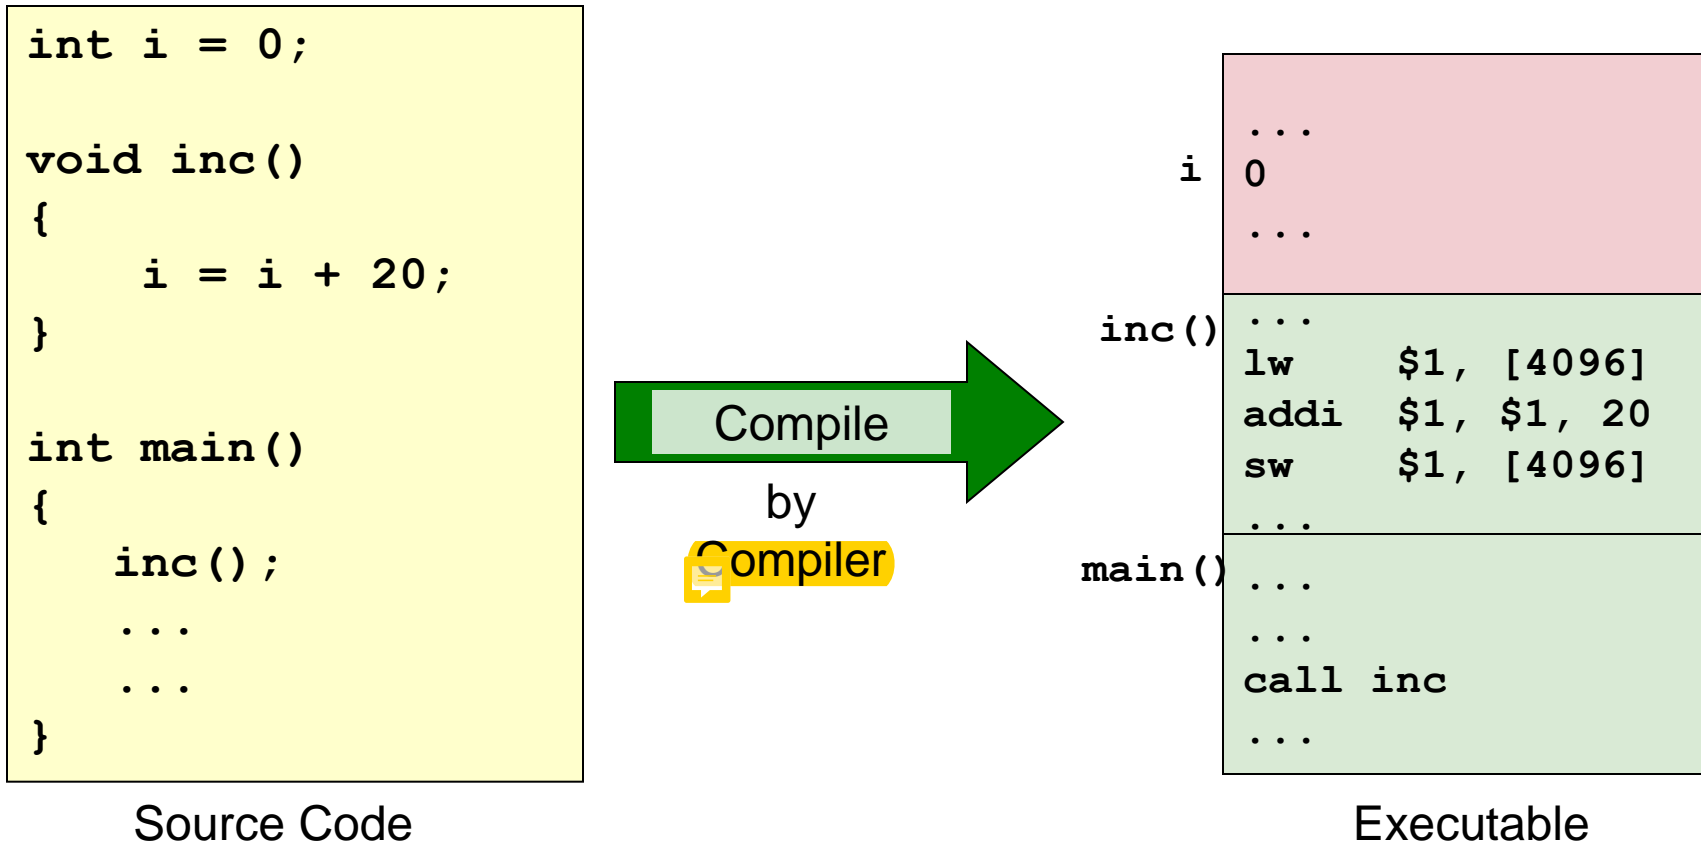 int i = 0;
void inc()
{
i = i + 20;
}
int main()
{
inc();
...
...
}
Source Code
Compile
by
Compiler
i
...
0
...
inc()
...
lw $1, [4096]
addi $1, $1, 20
sw $1, [4096]
...
main()
...
...
call inc
...
Executable